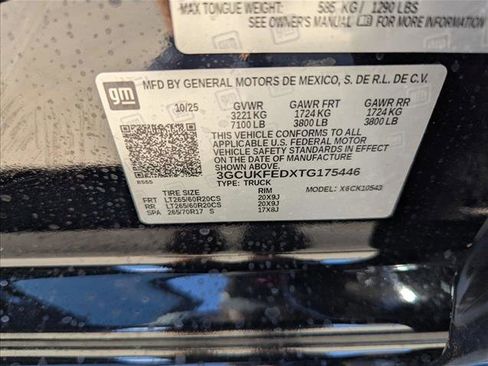 MAX TONGUE WEIGHT: 585 KG / 1290 LBS
SEE OWNER'S MANUAL FOR MORE INFORMATION
gm
MFD BY GENERAL MOTORS DE MEXICO, S. DE R.L. DE C.V.
10/25 GVWR GAWR FRT GAWR RR
3221 KG 1724 KG 1724 KG
7100 LB 3800 LB 3800 LB
THIS VEHICLE CONFORMS TO ALL
APPLICABLE U.S. FEDERAL MOTOR
VEHICLE SAFETY, BUMPER, AND THEFT
PREVENTION STANDARDS IN EFFECT ON
THE DATE OF MANUFACTURE
SHOWN ABOVE.
3GCUKFEDXTG175446
TYPE: TRUCK MODEL: X6CK10543
TIRE SIZE RIM
FRT LT265/60R20CS 20X9J
RR LT265/60R20CS 20X9J
SPA 265/70R17 S 17X8J